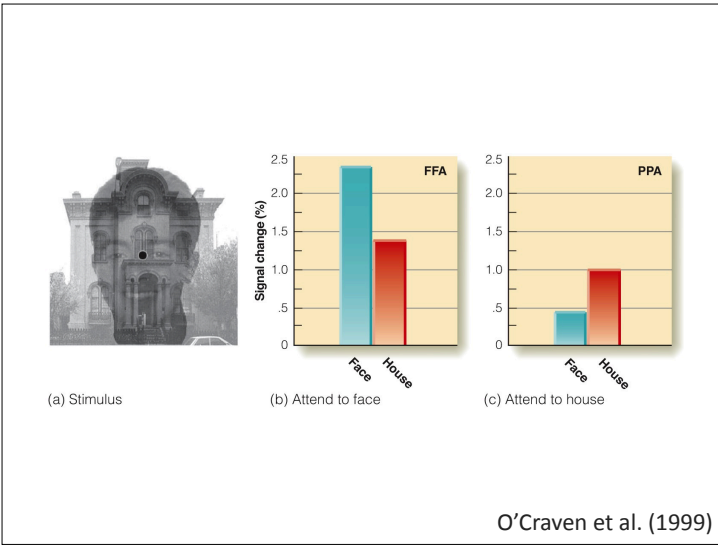 2.5
2.0
1.5
1.0
.5
0
Signal change (%)
FFA
Face
House
2.5
2.0
1.5
1.0
.5
0
PPA
Face
House
(a) Stimulus
(b) Attend to face
(c) Attend to house
O’Craven et al. (1999)